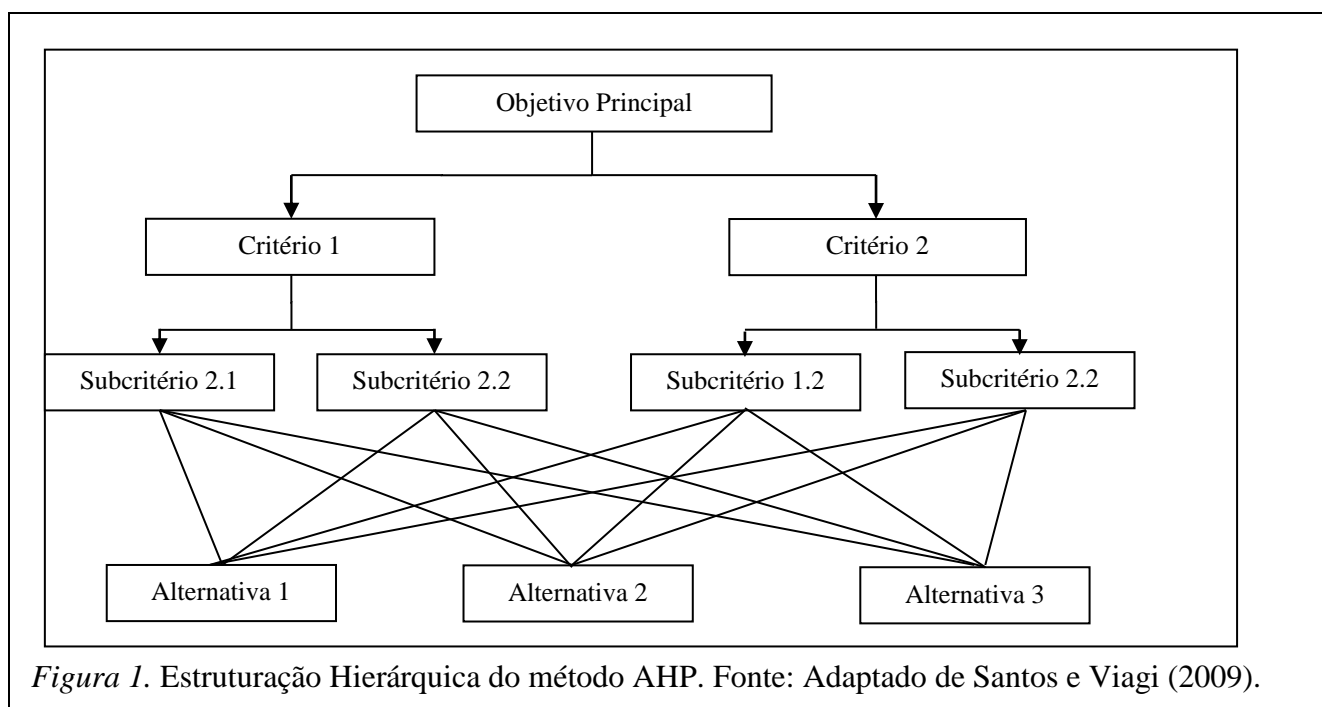 Objetivo Principal
Critério 1
Critério 2
Subcritério 2.1
Subcritério 2.2
Subcritério 1.2
Subcritério 2.2
Alternativa 1
Alternativa 2
Alternativa 3
Figura 1. Estruturação Hierárquica do método AHP. Fonte: Adaptado de Santos e Viagi (2009).